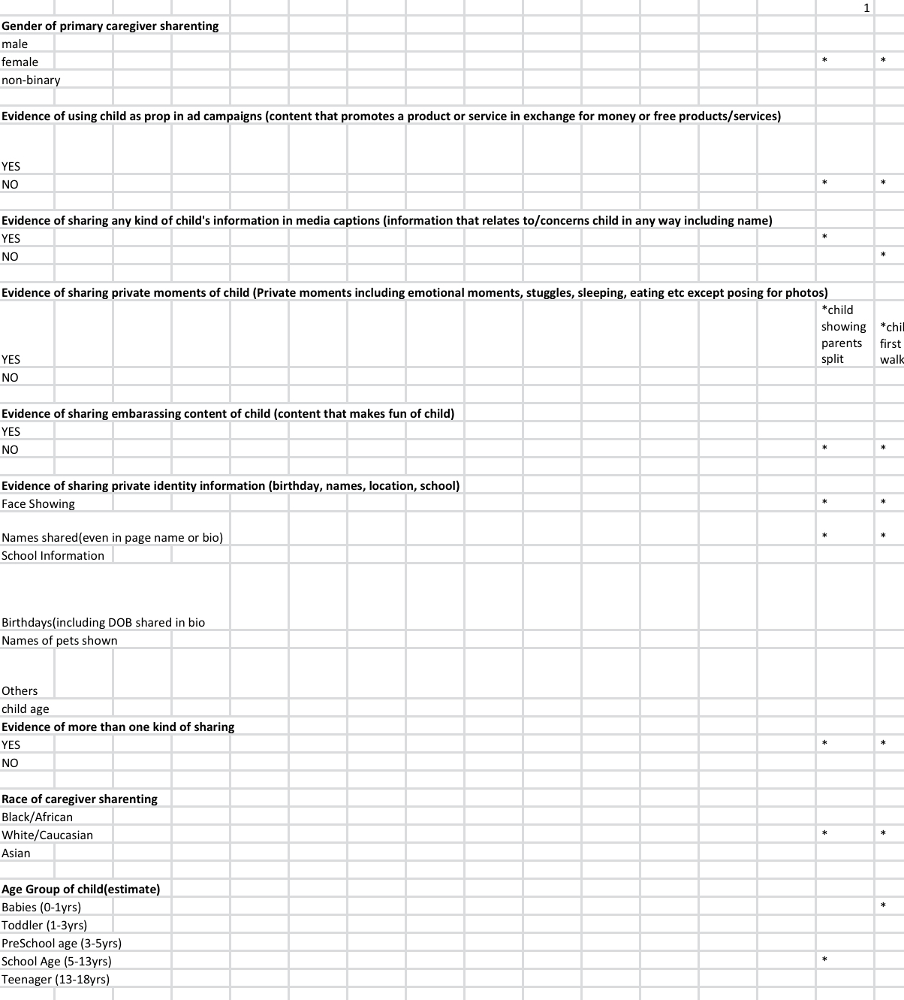 1
Gender of primary caregiver sharenting
male
female * *
non-binary
Evidence of using child as prop in ad campaigns (content that promotes a product or service in exchange for money or free products/services)
YES
NO * *
Evidence of sharing any kind of child's information in media captions (information that relates to/concerns child in any way including name)
YES *
NO *
Evidence of sharing private moments of child (Private moments including emotional moments, stuggles, sleeping, eating etc except posing for photos)
*child
showing *chil
parents first
YES split walk
NO
Evidence of sharing embarassing content of child (content that makes fun of child)
YES
NO * *
Evidence of sharing private identity information (birthday, names, location, school)
Face Showing * *
Names shared(even in page name or bio) * *
School Information
Birthdays(including DOB shared in bio
Names of pets shown
Others
child age
Evidence of more than one kind of sharing
YES * *
NO
Race of caregiver sharenting
Black/African
White/Caucasian * *
Asian
Age Group of child(estimate)
Babies (0-1yrs) *
Toddler (1-3yrs)
PreSchool age (3-5yrs)
School Age (5-13yrs) *
Teenager (13-18yrs)